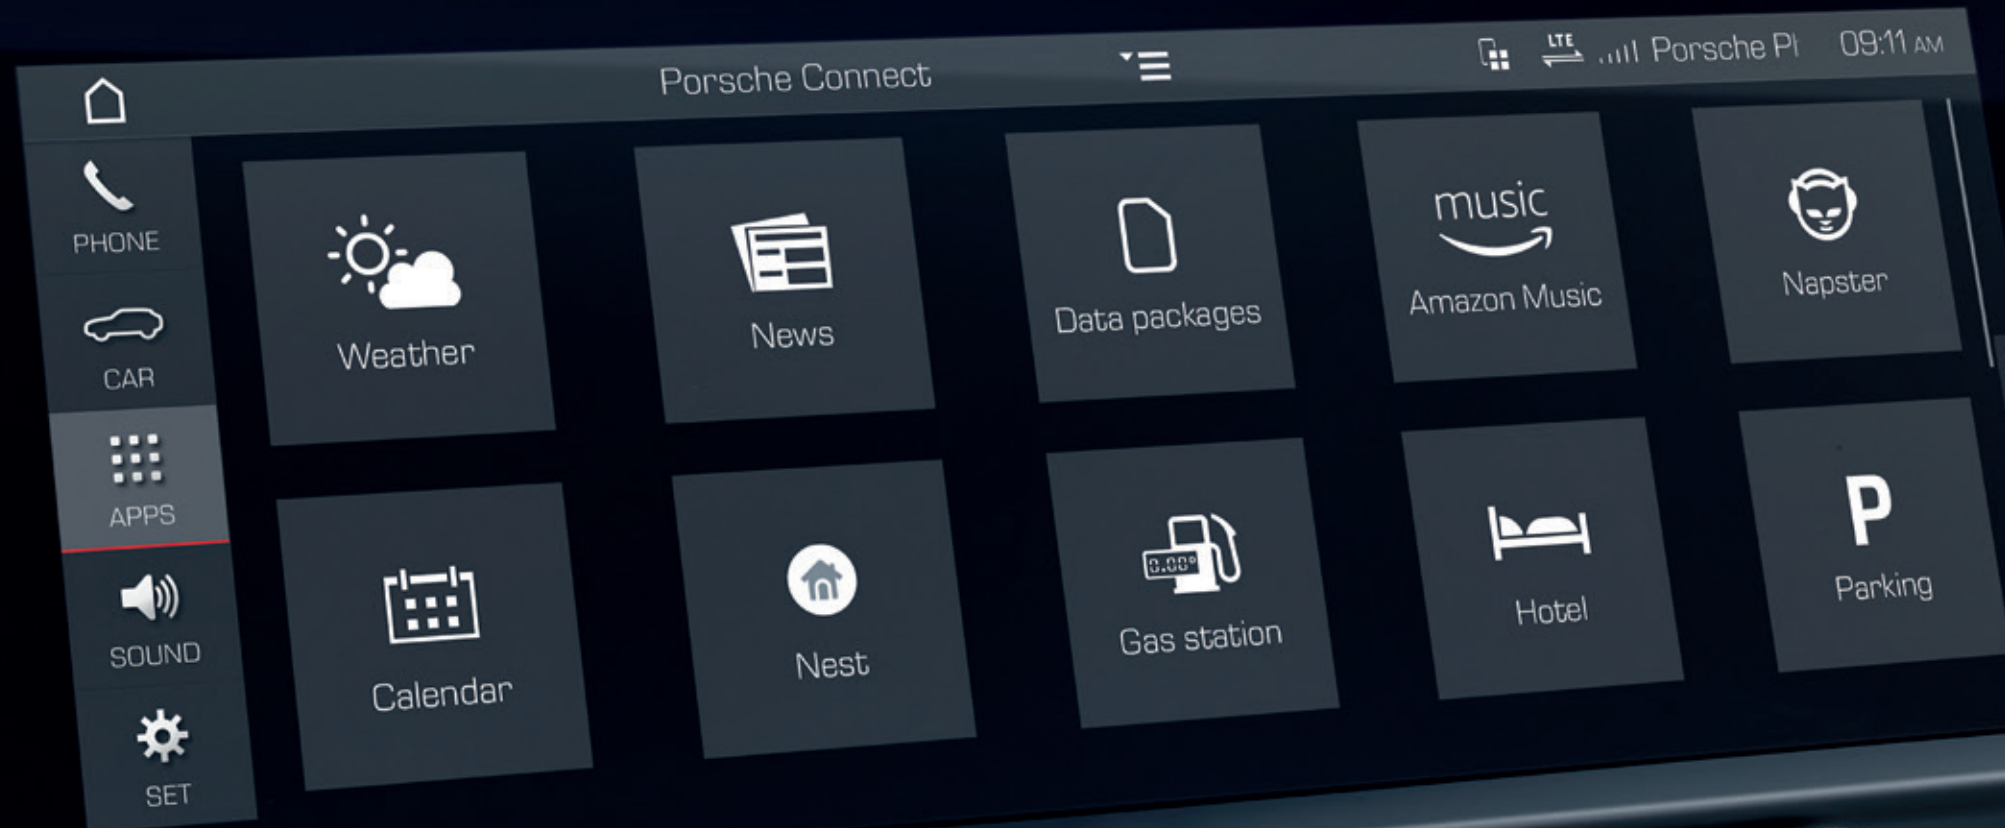 Porsche Connect
LTE
Porsche Pl
09:11 AM
PHONE
CAR
APPS
SOUND
SET
Weather
News
Data packages
music
Amazon Music
Napster
Calendar
Nest
0.00⁰
Gas station
Hotel
P
Parking